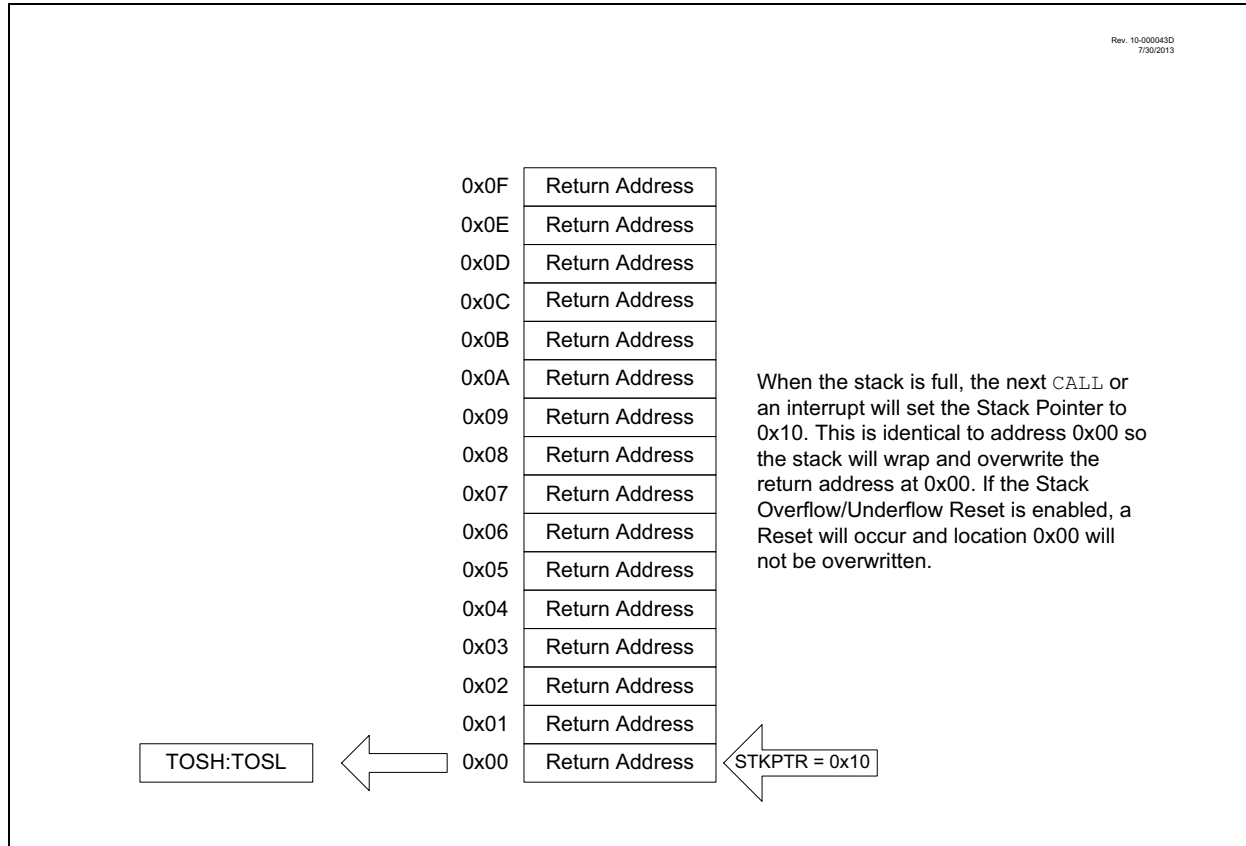 Rev. 10-000043D
7/30/2013
0x0F Return Address
0x0E Return Address
0x0D Return Address
0x0C Return Address
0x0B Return Address
0x0A Return Address
0x09 Return Address
0x08 Return Address
0x07 Return Address
0x06 Return Address
0x05 Return Address
0x04 Return Address
0x03 Return Address
0x02 Return Address
0x01 Return Address
TOSH:TOSL 0x00 Return Address STKPTR = 0x10
When the stack is full, the next CALL or
an interrupt will set the Stack Pointer to
0x10. This is identical to address 0x00 so
the stack will wrap and overwrite the
return address at 0x00. If the Stack
Overflow/Underflow Reset is enabled, a
Reset will occur and location 0x00 will
not be overwritten.